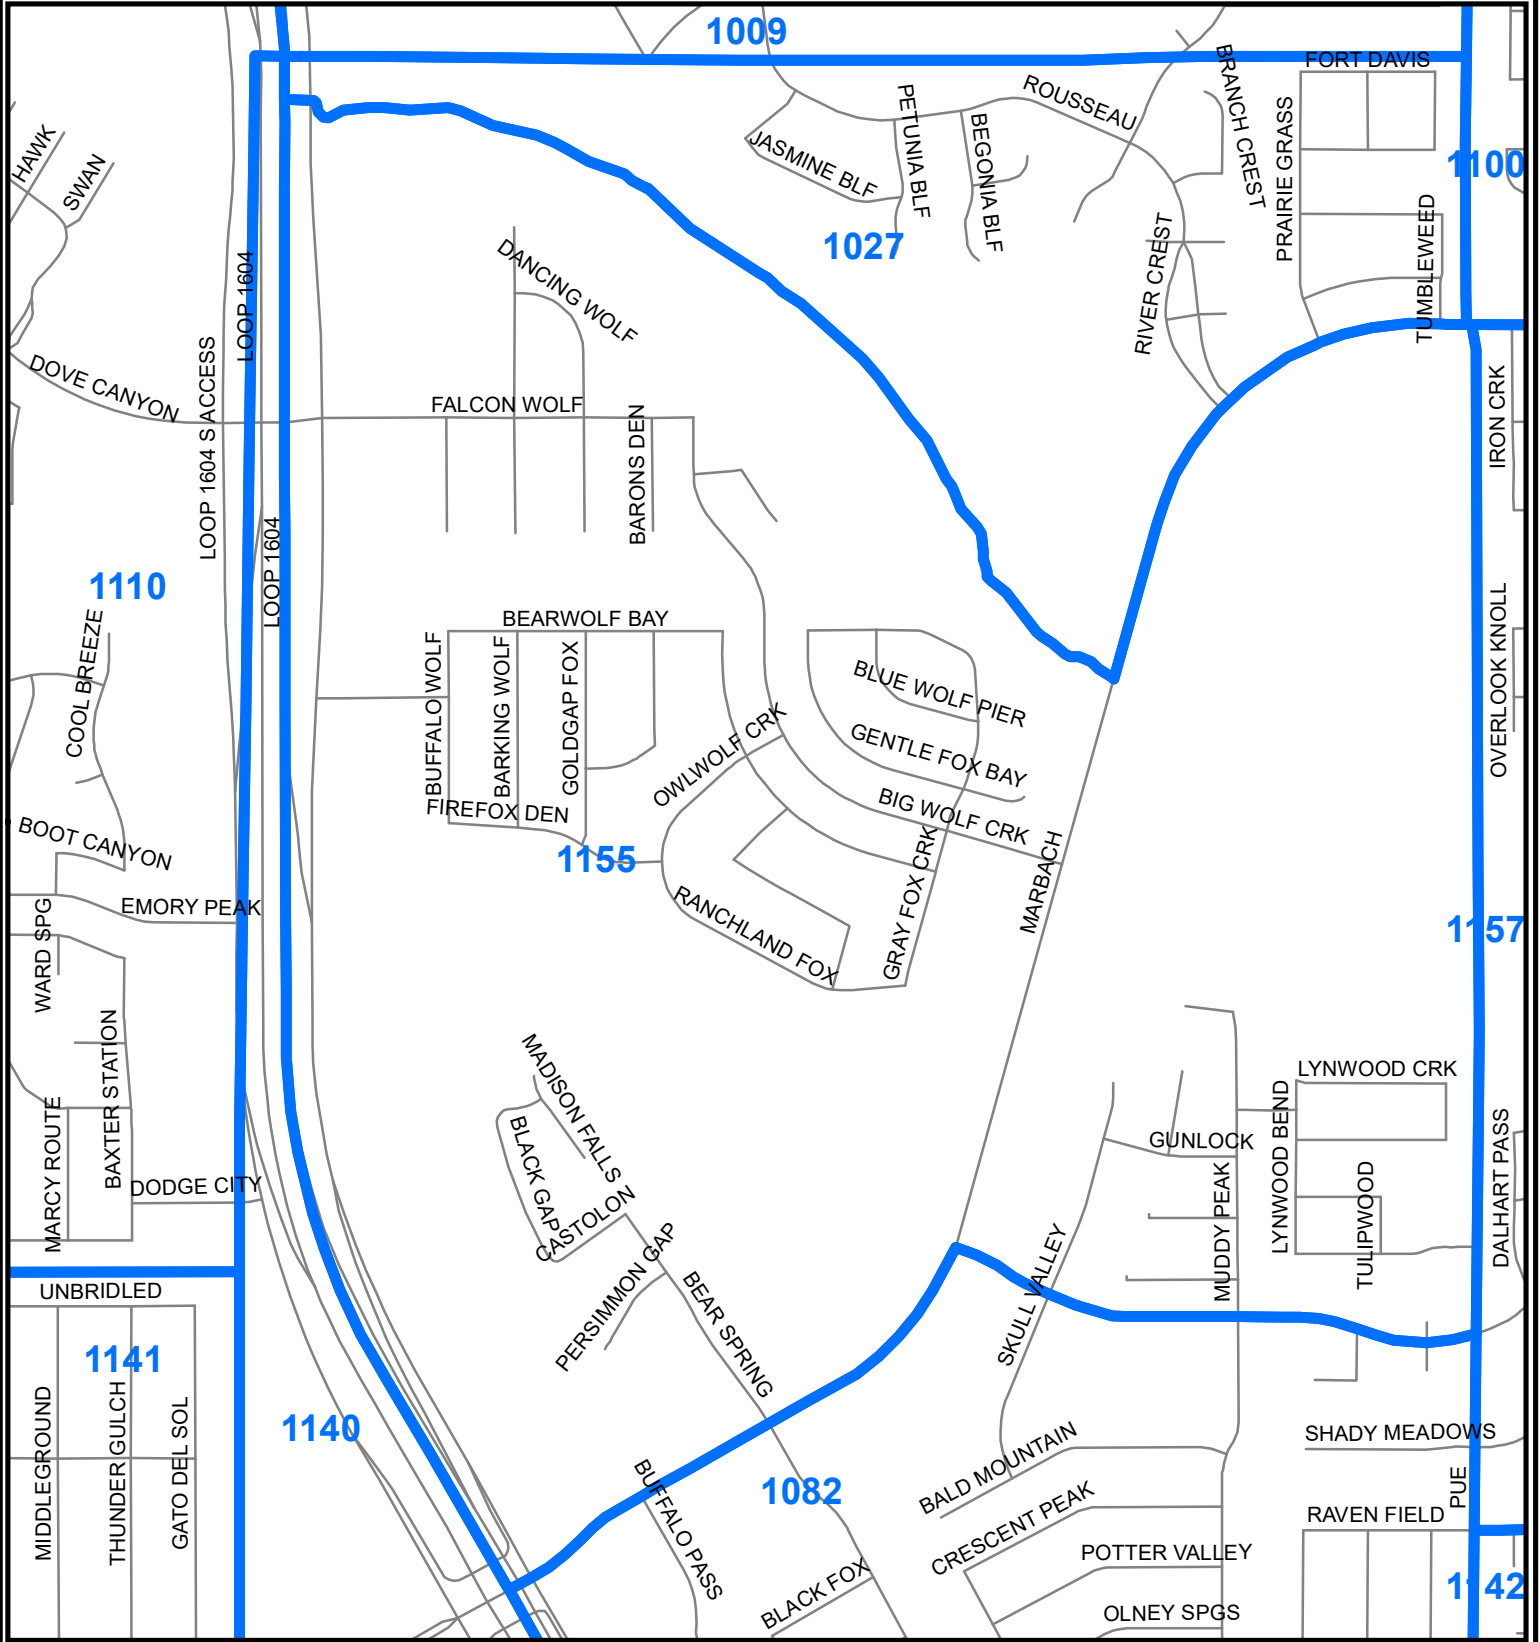 1009
FORT DAVIS
BRANCH CREST
ROUSSEAU
PETUNIA BLF
BEGONIA BLF
JASMINE BLF
PRAIRIE GRASS
1100
HAWK
SWAN
1027
TUMBLEWEED
RIVER CREST
DANCING WOLF
LOOP 1604
LOOP 1604 S ACCESS
DOVE CANYON
FALCON WOLF
BARONS DEN
IRON CRK
LOOP 1604
1110
BEARWOLF BAY
COOL BREEZE
BUFFALO WOLF
BARKING WOLF
GOLDGAP FOX
BLUE WOLF PIER
OVERLOOK KNOLL
OWLWOLF CRK
GENTLE FOX BAY
BIG WOLF CRK
FIREFOX DEN
BOOT CANYON
1155
GRAY FOX CRK
MARBACH
EMORY PEAK
RANCHLAND FOX
WARD SPG
1157
BAXTER STATION
MADISON FALLS
LYNWOOD CRK
MARCY ROUTE
BLACK GAP
GUNLOCK
LYNWOOD BEND
DALHART PASS
DODGE CITY
CASTOLON
MUDDY PEAK
TULIPWOOD
PERSIMMON GAP
SKULL VALLEY
UNBRIDLED
BEAR SPRING
1141
MIDDLEGROUND
THUNDER GULCH
GATO DEL SOL
1140
SHADY MEADOWS
BALD MOUNTAIN
1082
BUFFALO PASS
PUE
CRESCENT PEAK
RAVEN FIELD
POTTER VALLEY
BLACK FOX
1142
OLNEY SPGS